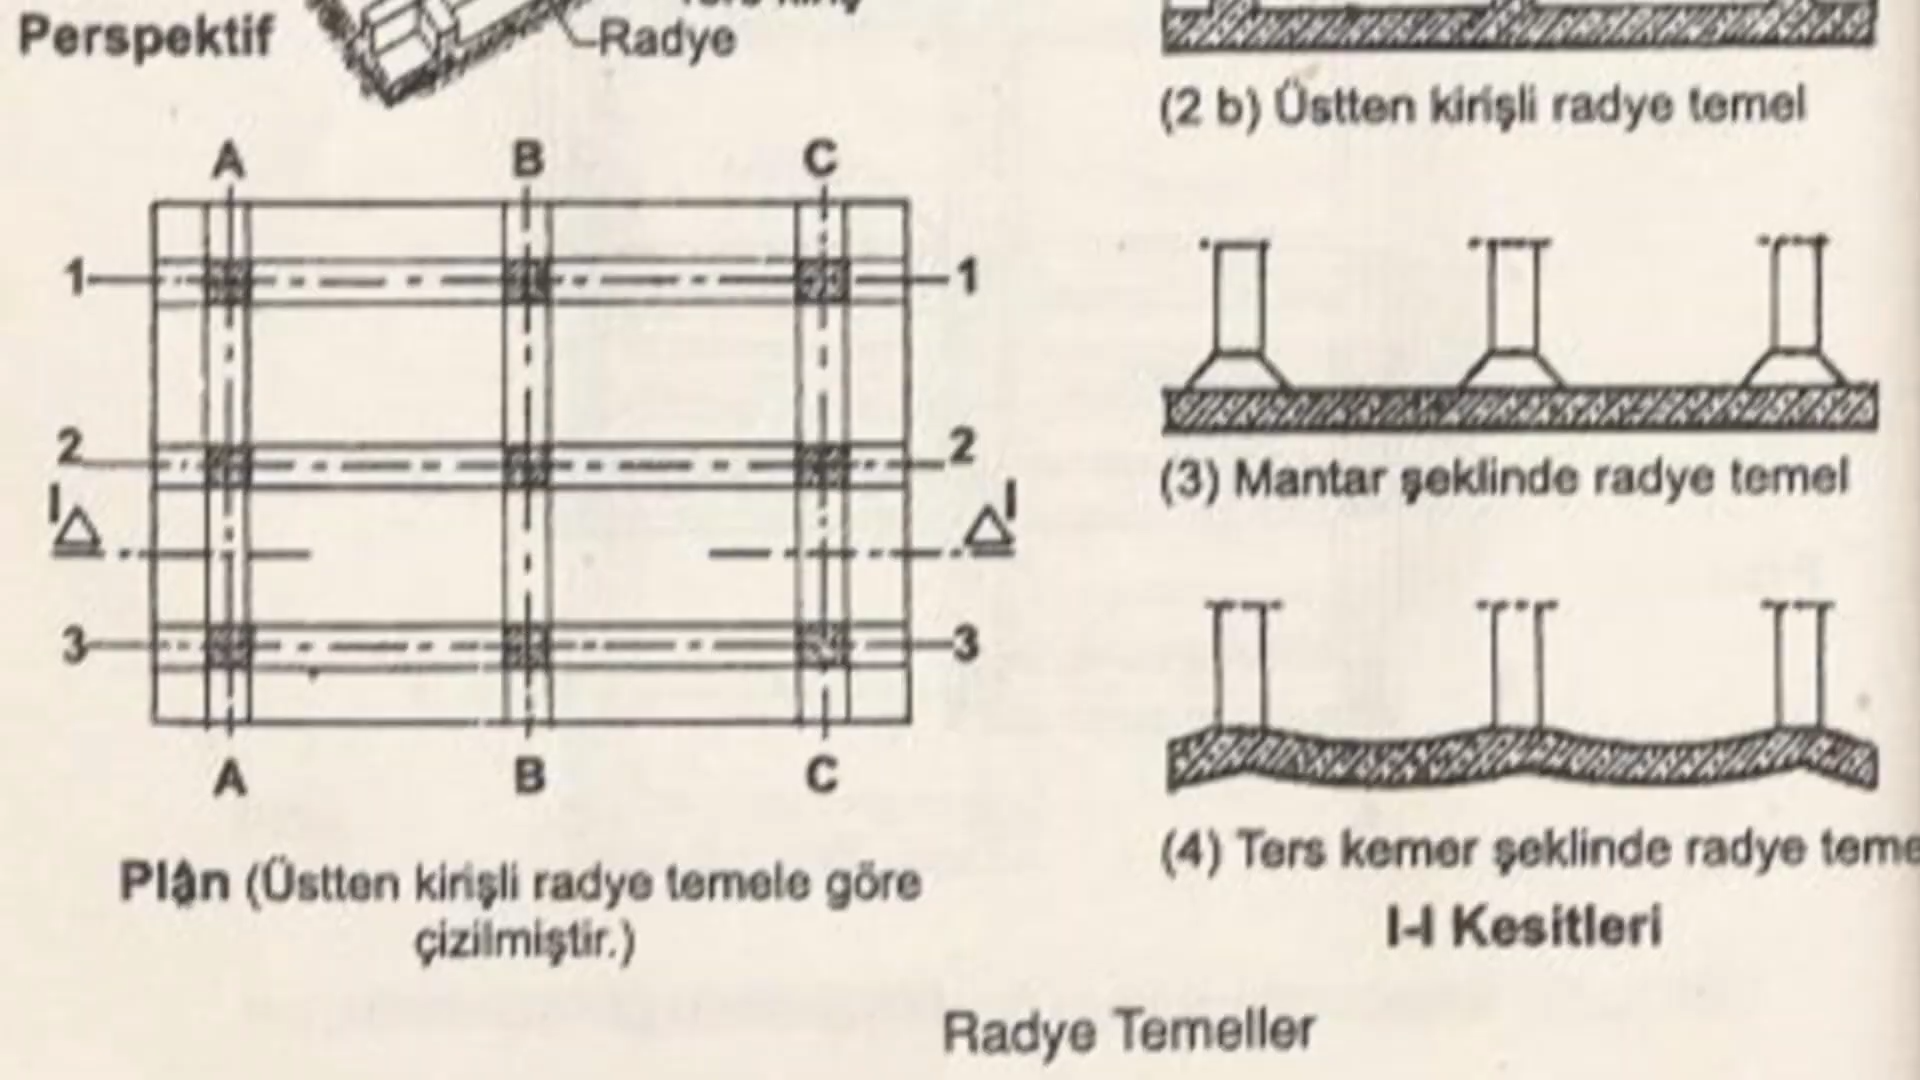 Perspektif
Radye
A B C
1 1
2 2
I I
3 3
A B C
Plân (Üstten kirişli radye temele göre
çizilmiştir.)
(2 b) Üstten kirişli radye temel
(3) Mantar şeklinde radye temel
(4) Ters kemer şeklinde radye teme
I-I Kesitleri
Radye Temeller